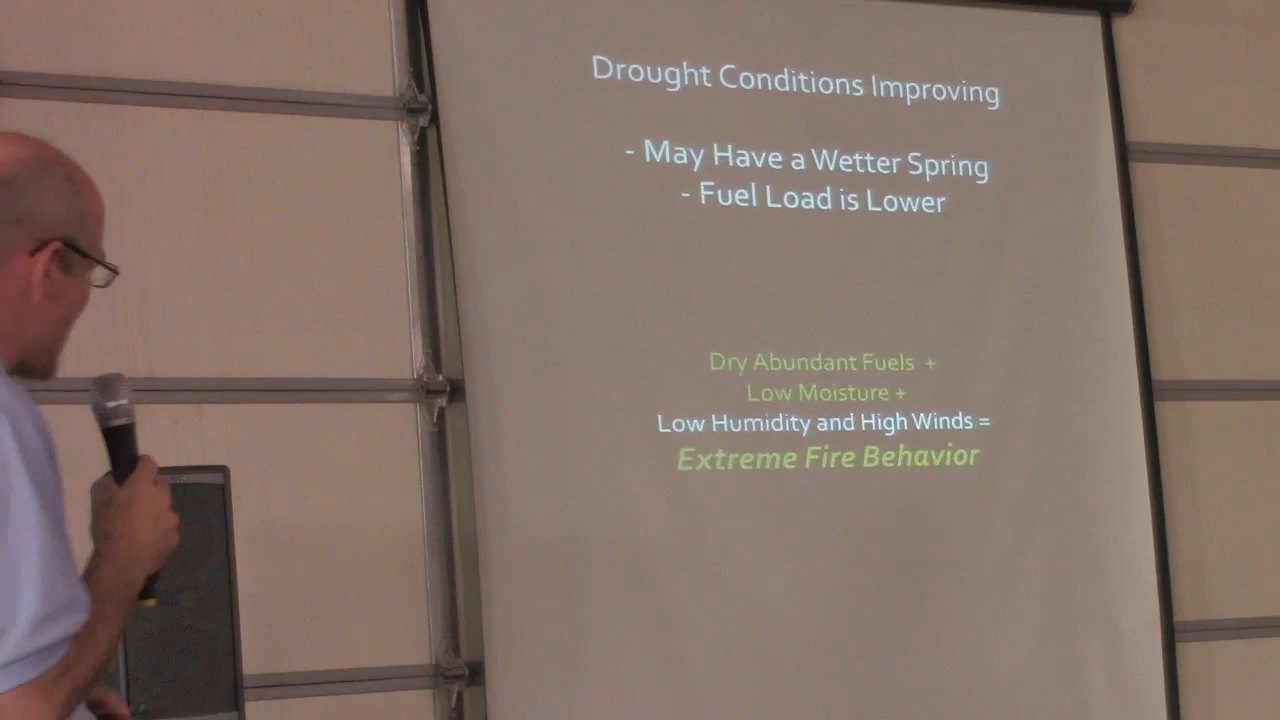 Drought Conditions Improving
- May Have a Wetter Spring
- Fuel Load is Lower
Dry Abundant Fuels +
Low Moisture +
Low Humidity and High Winds =
Extreme Fire Behavior